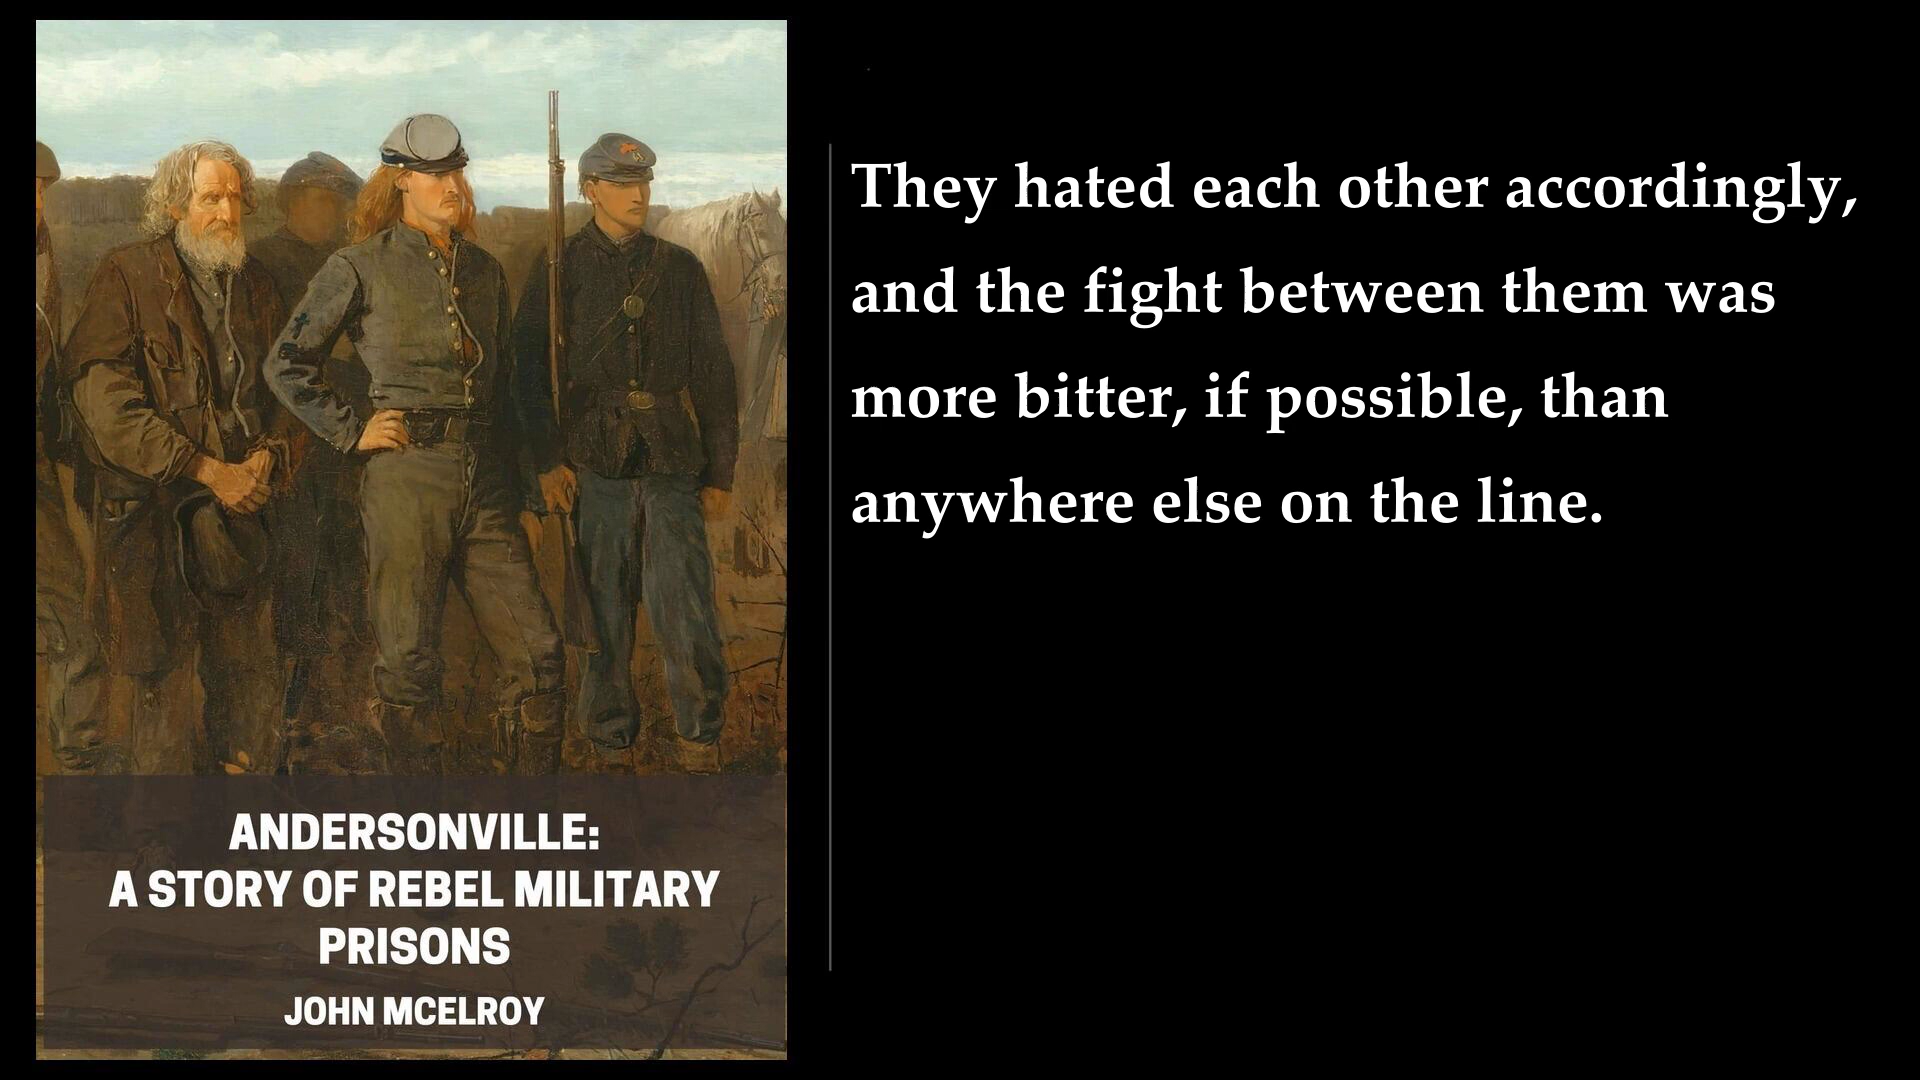 They hated each other accordingly,
and the fight between them was
more bitter, if possible, than
anywhere else on the line.
ANDERSONVILLE:
A STORY OF REBEL MILITARY
PRISONS
JOHN MCELROY